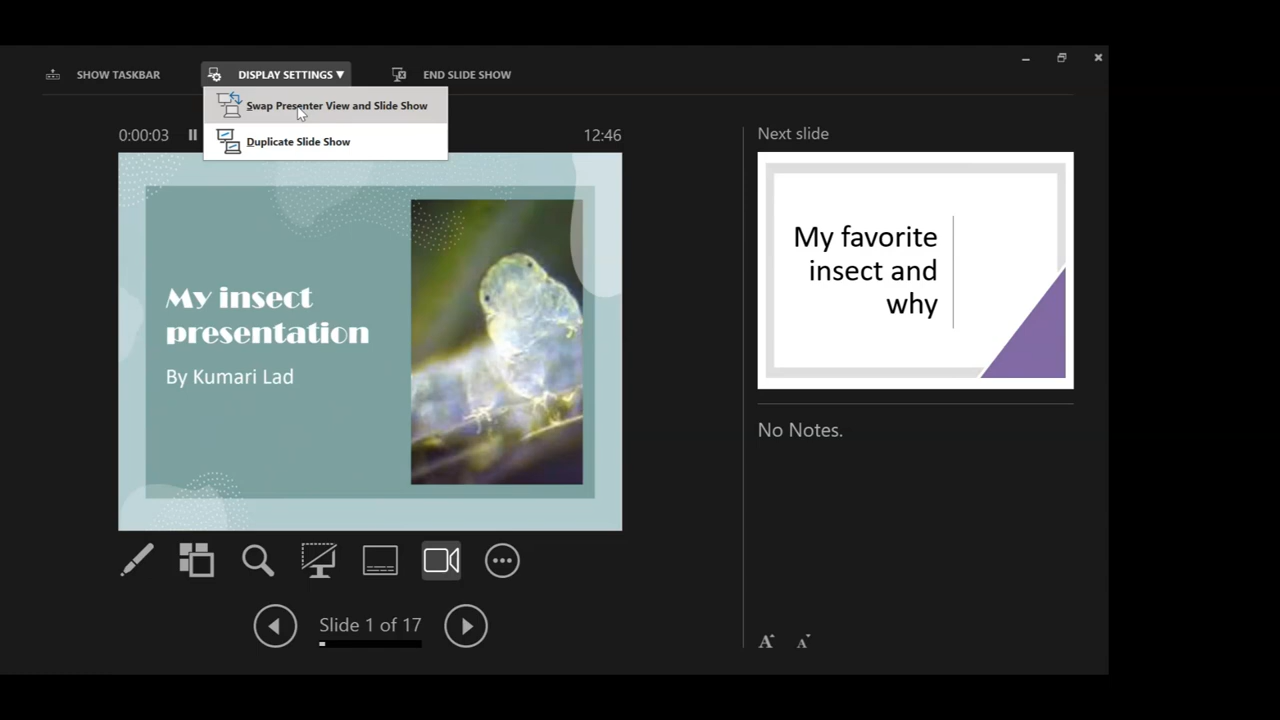 SHOW TASKBAR
DISPLAY SETTINGS ▼
END SLIDE SHOW
Swap Presenter View and Slide Show
Duplicate Slide Show
0:00:03
12:46
My insect
presentation
By Kumari Lad
Next slide
My favorite
insect and
why
No Notes.
Slide 1 of 17
A A